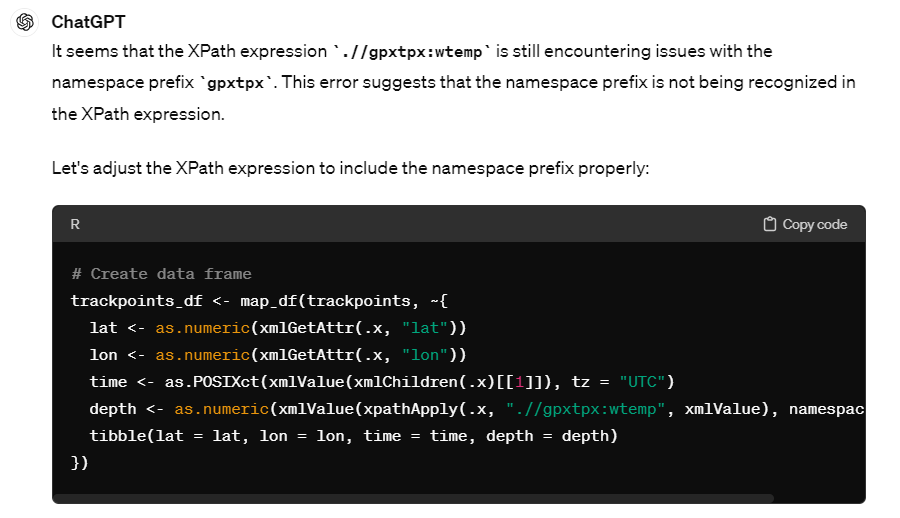 ChatGPT
It seems that the XPath expression `.//gpxtpx:wtemp` is still encountering issues with the
namespace prefix `gpxtpx`. This error suggests that the namespace prefix is not being recognized in
the XPath expression.
Let's adjust the XPath expression to include the namespace prefix properly:
R Copy code
# Create data frame
trackpoints_df <- map_df(trackpoints, ~{
  lat <- as.numeric(xmlGetAttr(.x, "lat"))
  lon <- as.numeric(xmlGetAttr(.x, "lon"))
  time <- as.POSIXct(xmlValue(xmlChildren(.x)[[1]]), tz = "UTC")
  depth <- as.numeric(xmlValue(xpathApply(.x, ".//gpxtpx:wtemp", xmlValue), namespac
  tibble(lat = lat, lon = lon, time = time, depth = depth)
})